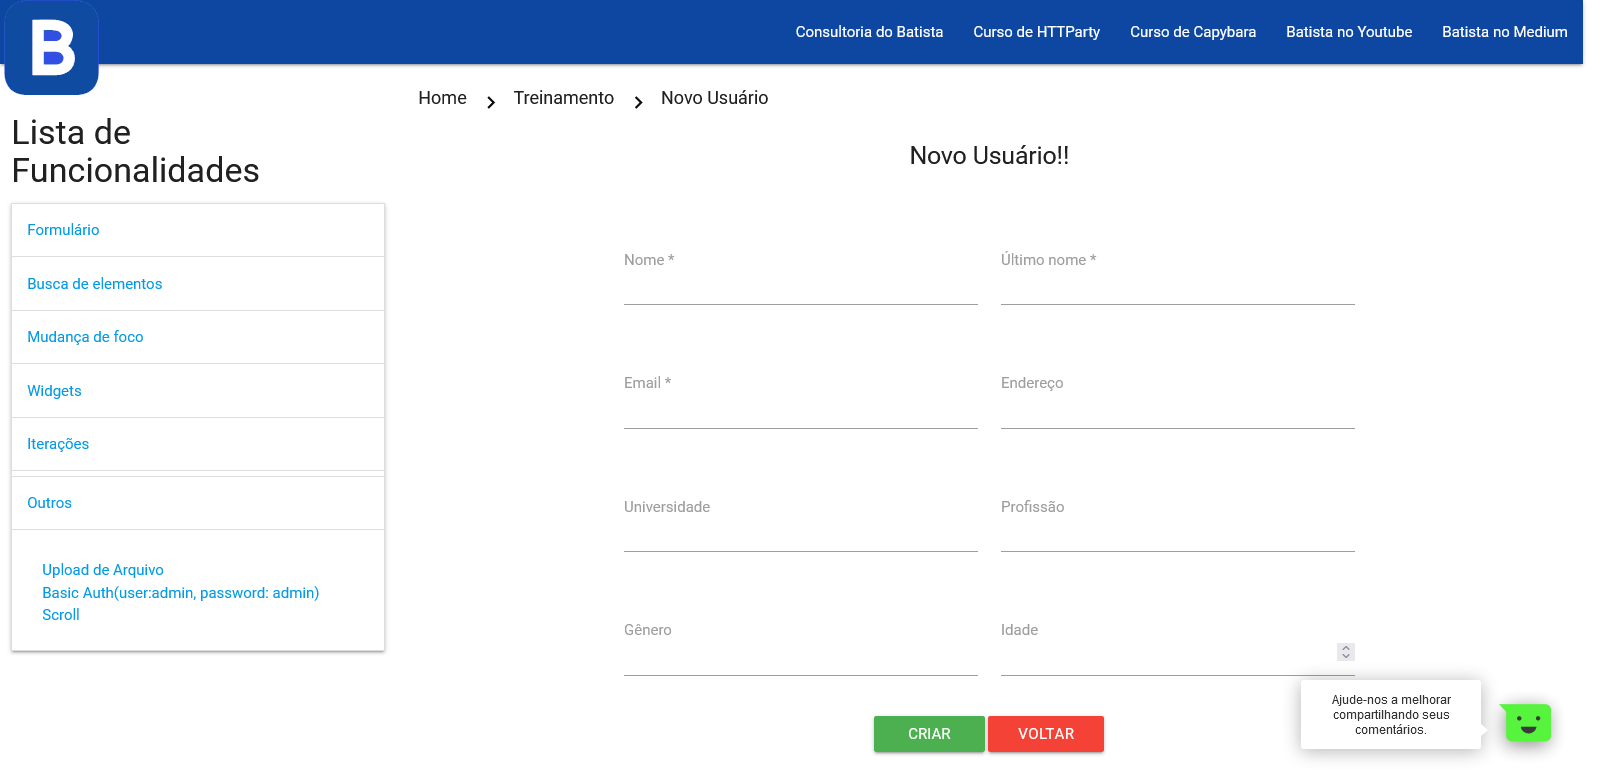 B
Consultoria do Batista Curso de HTTParty Curso de Capybara Batista no Youtube Batista no Medium
Home Treinamento Novo Usuário
Lista de
Funcionalidades
Formulário
Busca de elementos
Mudança de foco
Widgets
Iterações
Outros
Upload de Arquivo
Basic Auth(user:admin, password: admin)
Scroll
Novo Usuário!!
Nome * Último nome *
Email * Endereço
Universidade Profissão
Gênero Idade
CRIAR VOLTAR
Ajude-nos a melhorar
compartilhando seus
comentários.